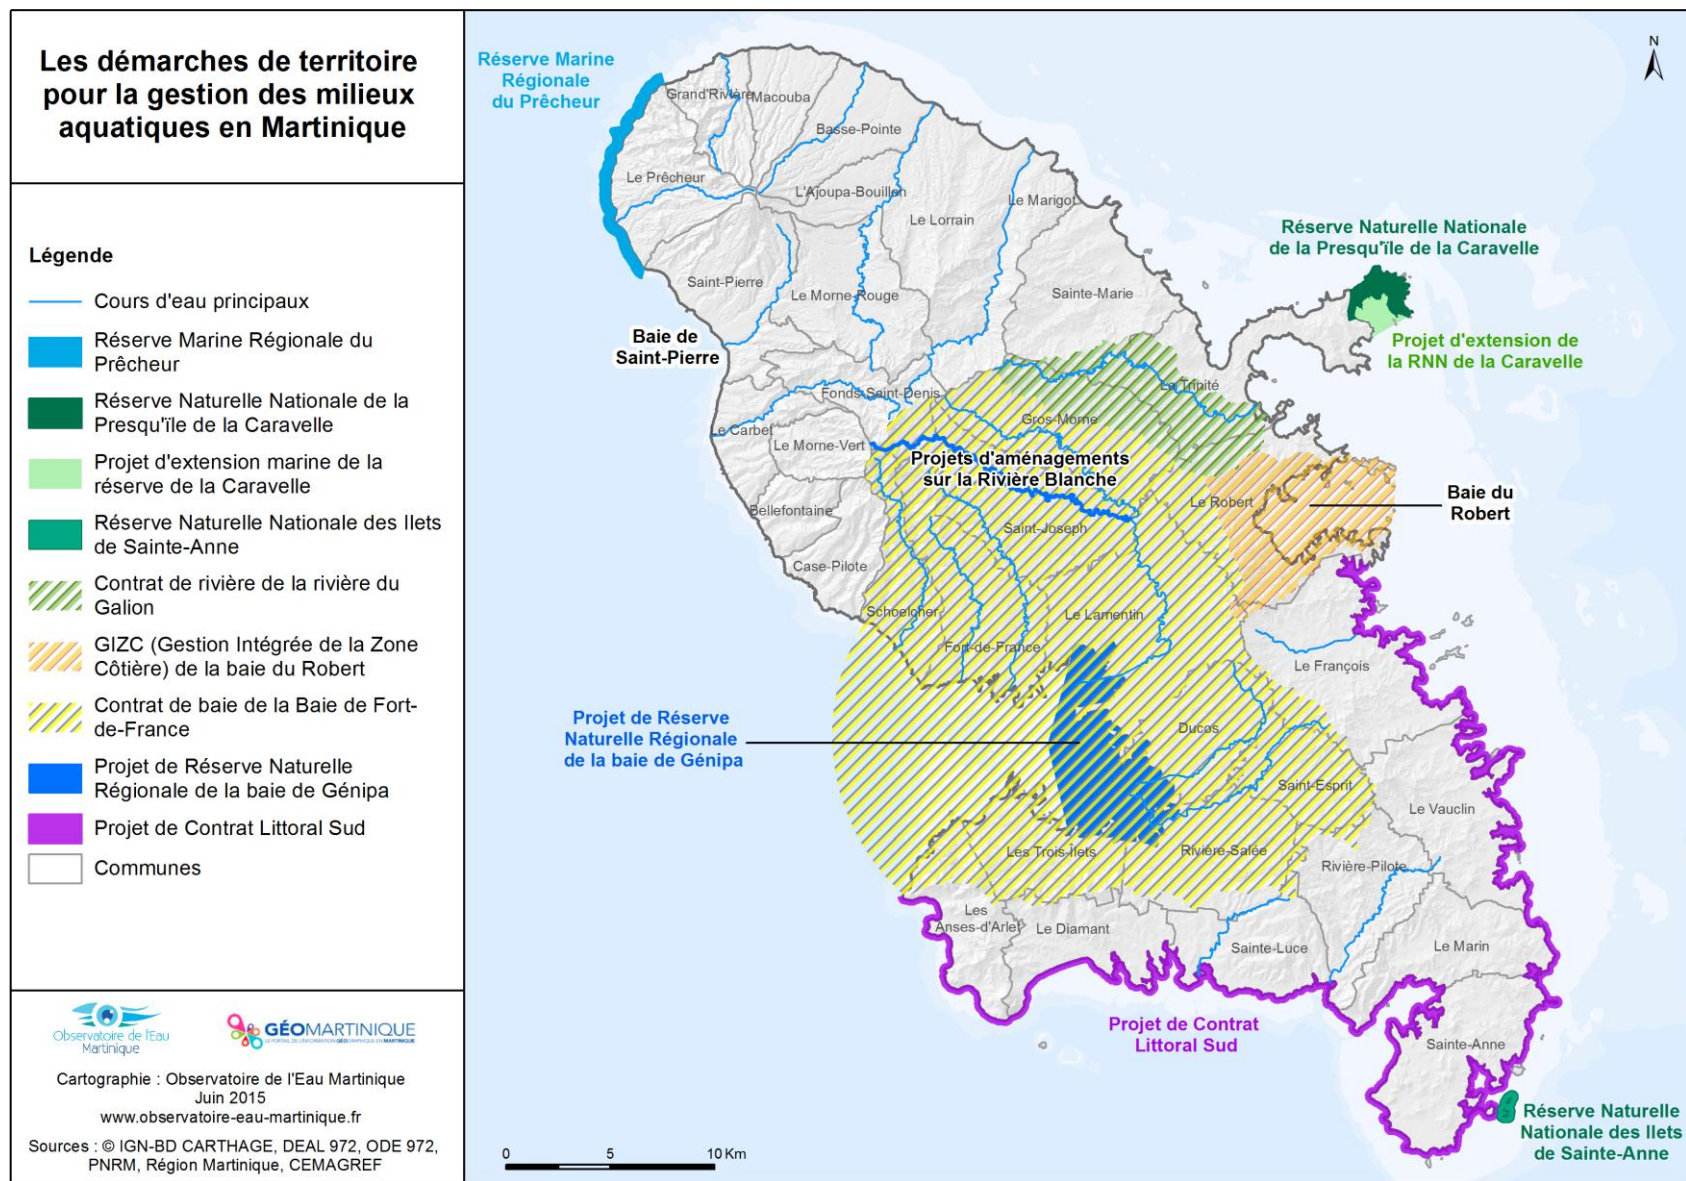 Les démarches de territoire
pour la gestion des milieux
aquatiques en Martinique
Légende
Cours d'eau principaux
Réserve Marine Régionale du
Prêcheur
Réserve Naturelle Nationale de la
Presqu'île de la Caravelle
Projet d'extension marine de la
réserve de la Caravelle
Réserve Naturelle Nationale des Ilets
de Sainte-Anne
Contrat de rivière de la rivière du
Galion
GIZC (Gestion Intégrée de la Zone
Côtière) de la baie du Robert
Contrat de baie de la Baie de Fort-
de-France
Projet de Réserve Naturelle
Régionale de la baie de Génipa
Projet de Contrat Littoral Sud
Communes
Observatoire de l'Eau
Martinique
GÉOMARTINIQUE
LE PORTAIL DE L'INFORMATION GÉOGRAPHIQUE EN MARTINIQUE
Cartographie : Observatoire de l'Eau Martinique
Juin 2015
www.observatoire-eau-martinique.fr
Sources : © IGN-BD CARTHAGE, DEAL 972, ODE 972,
PNRM, Région Martinique, CEMAGREF
N
Réserve Marine
Régionale
du Prêcheur
Grand'Rivière
Macouba
Basse-Pointe
Le Prêcheur
L'Ajoupa-Bouillon
Le Lorrain
Le Marigot
Réserve Naturelle Nationale
de la Presqu'île de la Caravelle
Saint-Pierre
Le Morne-Rouge
Sainte-Marie
Baie de
Saint-Pierre
Projet d'extension de
la RNN de la Caravelle
La Trinité
Fonds-Saint-Denis
Gros-Morne
Le Carbet
Le Morne-Vert
Projets d'aménagements
sur la Rivière Blanche
Le Robert
Baie du
Robert
Bellefontaine
Saint-Joseph
Case-Pilote
Schoelcher
Le Lamentin
Fort-de-France
Le François
Projet de Réserve
Naturelle Régionale
de la baie de Génipa
Ducos
Saint-Esprit
Le Vauclin
Les Trois-Îlets
Rivière-Salée
Rivière-Pilote
Les
Anses-d'Arlet
Le Diamant
Sainte-Luce
Le Marin
Projet de Contrat
Littoral Sud
Sainte-Anne
Réserve Naturelle
Nationale des Ilets
de Sainte-Anne
0 5 10 Km